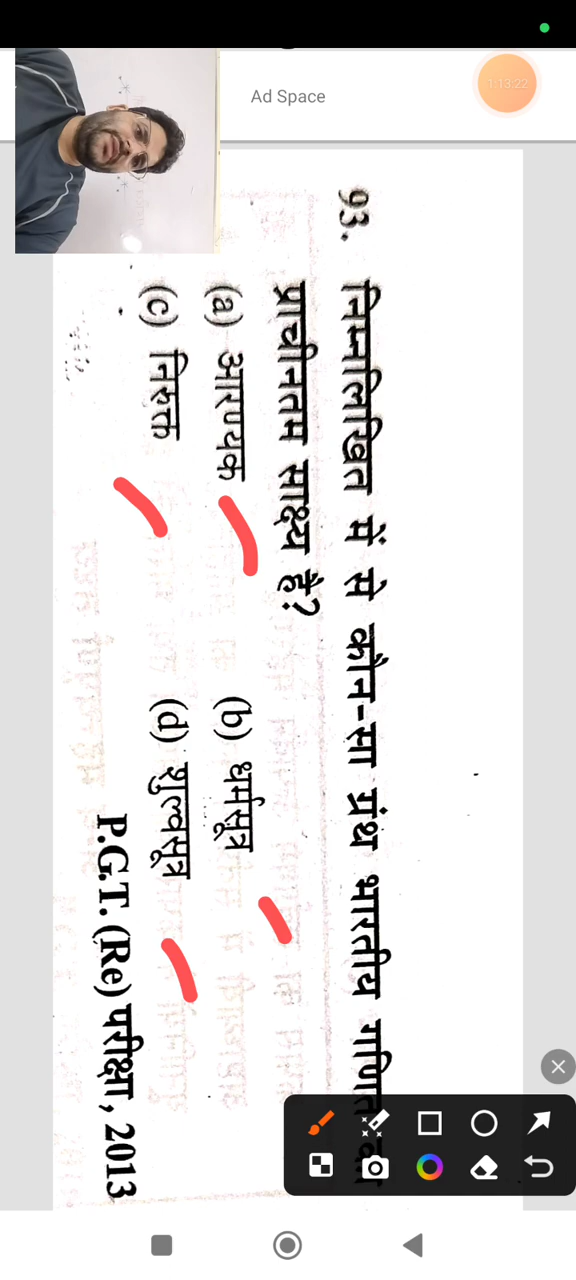 Ad Space
1:13:22
93. निम्नलिखित में से कौन-सा ग्रंथ भारतीय गणित का
प्राचीनतम साक्ष्य है?
(a) आरण्यक (b) धर्मसूत्र
(c) निरुक्त (d) शुल्वसूत्र
P.G.T. (Re) परीक्षा, 2013